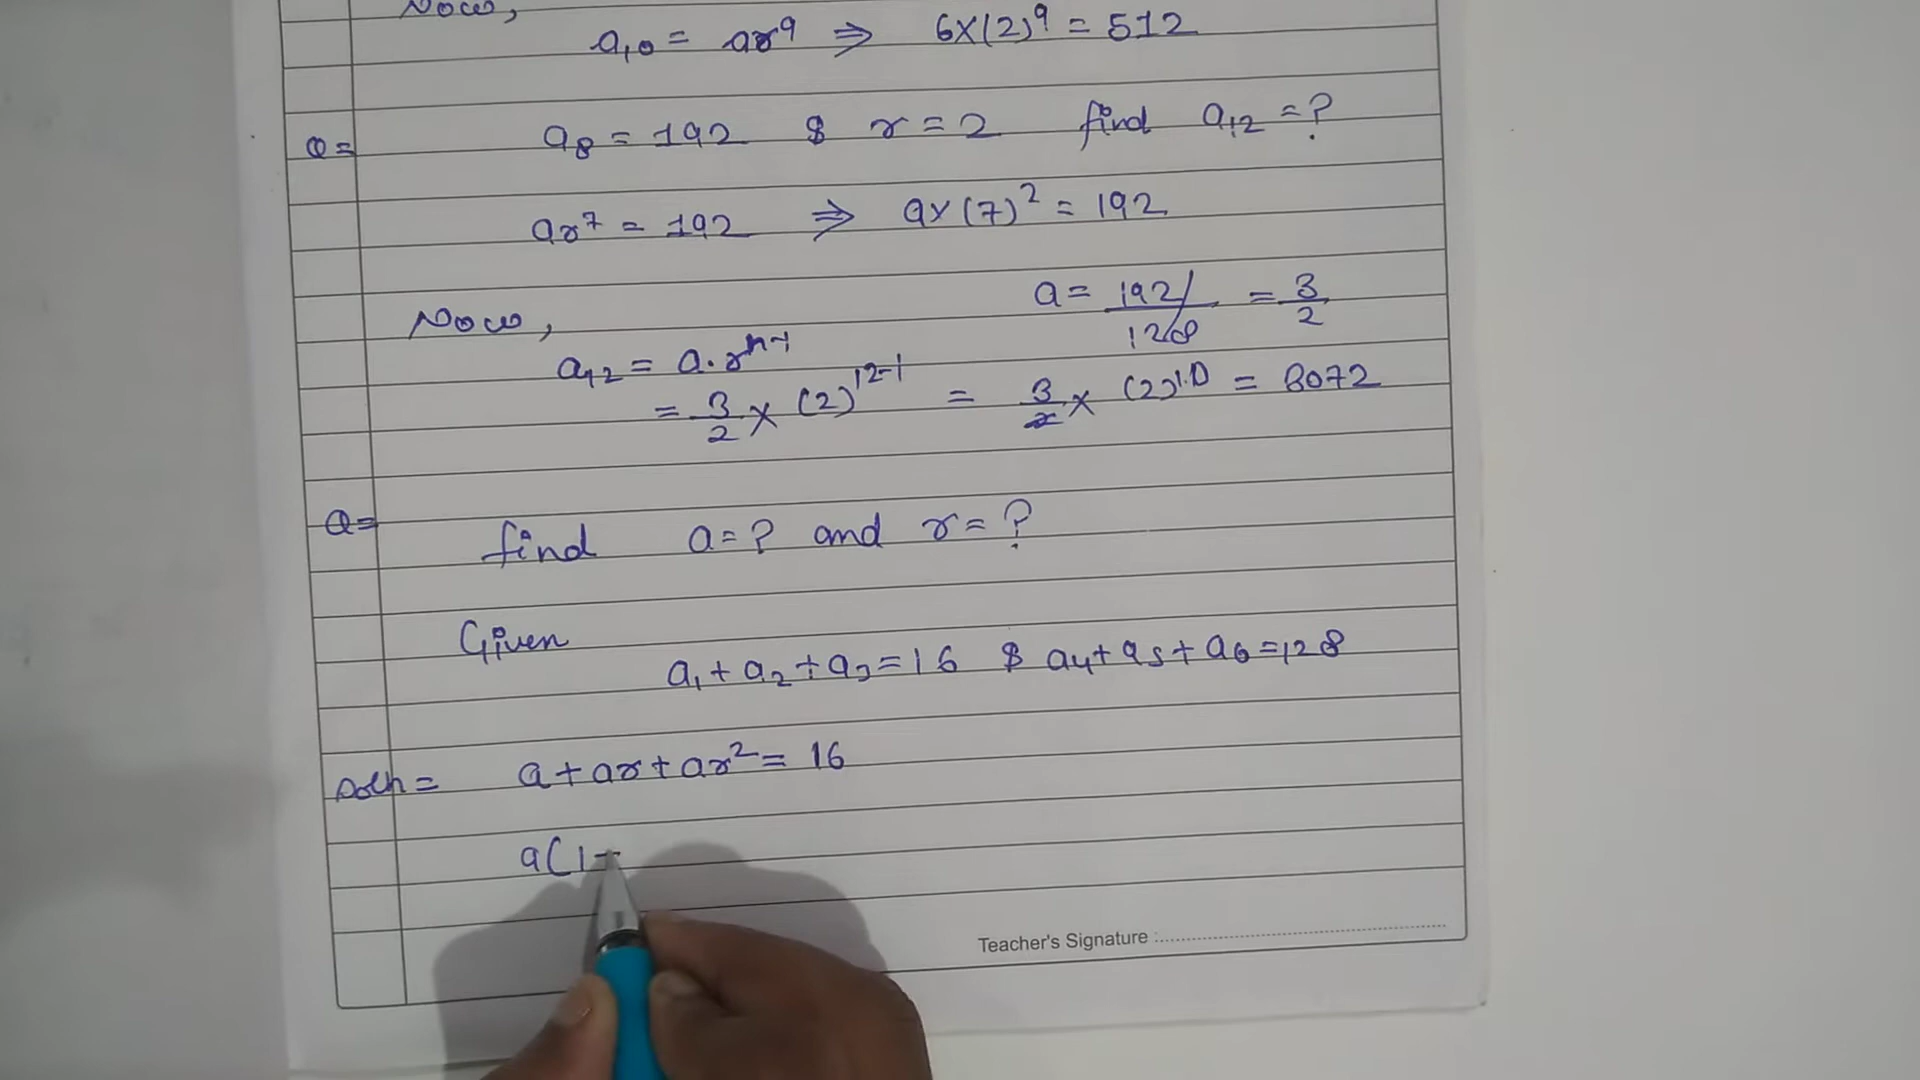 Now,
a₁₀ = ar⁹ ⇒ 6×(2)⁹ = 512
Q= a₈ = 192 $ r = 2 find a₁₂ = ?
ar⁷ = 192 ⇒ a×(7)² = 192
a = 192/128 = 3/2
Now,
a₁₂ = a·rⁿ⁻¹
= 3/2 × (2)¹²⁻¹ = 3/2 × (2)¹·⁰ = 3072
Q= find a=? and r=?
Given
a₁ + a₂ + a₃ = 16 $ a₄ + a₅ + a₆ = 128
Soln = a + ar + ar² = 16
a(1+
Teacher's Signature :